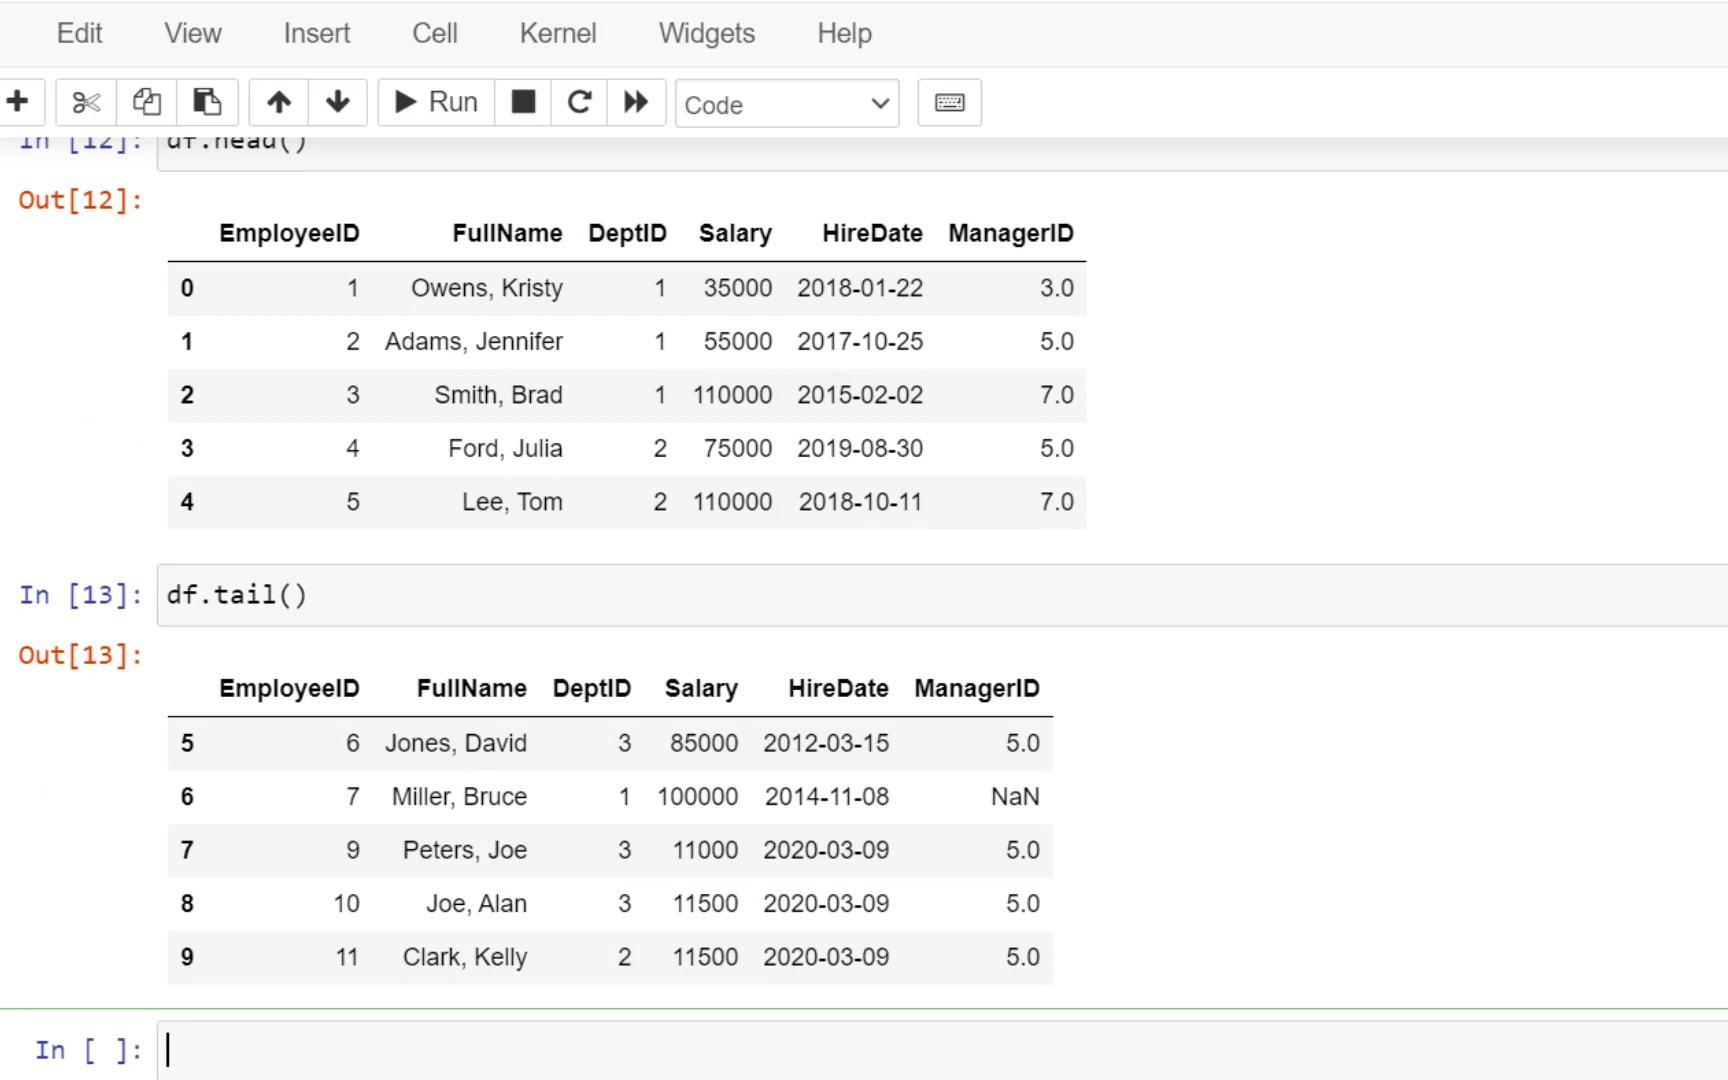 Edit View Insert Cell Kernel Widgets Help
Run Code
In [12]: df.head()
Out[12]:
EmployeeID FullName DeptID Salary HireDate ManagerID
0 1 Owens, Kristy 1 35000 2018-01-22 3.0
1 2 Adams, Jennifer 1 55000 2017-10-25 5.0
2 3 Smith, Brad 1 110000 2015-02-02 7.0
3 4 Ford, Julia 2 75000 2019-08-30 5.0
4 5 Lee, Tom 2 110000 2018-10-11 7.0
In [13]: df.tail()
Out[13]:
EmployeeID FullName DeptID Salary HireDate ManagerID
5 6 Jones, David 3 85000 2012-03-15 5.0
6 7 Miller, Bruce 1 100000 2014-11-08 NaN
7 9 Peters, Joe 3 11000 2020-03-09 5.0
8 10 Joe, Alan 3 11500 2020-03-09 5.0
9 11 Clark, Kelly 2 11500 2020-03-09 5.0
In [ ]: